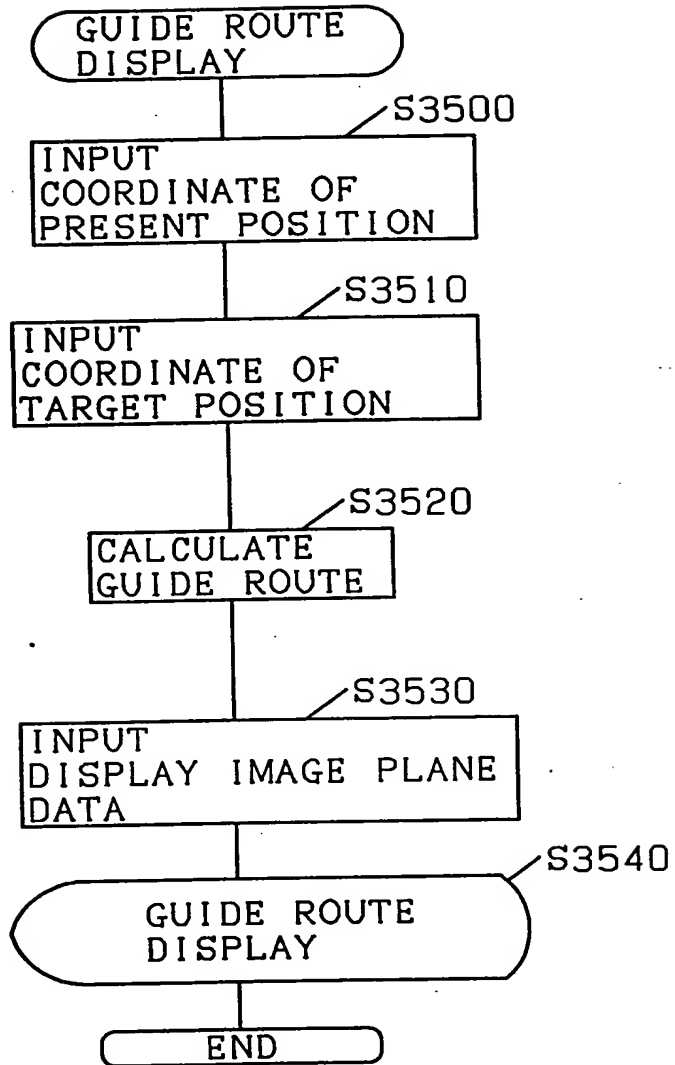 GUIDE ROUTE
DISPLAY
S3500
INPUT
COORDINATE OF
PRESENT POSITION
S3510
INPUT
COORDINATE OF
TARGET POSITION
S3520
CALCULATE
GUIDE ROUTE
S3530
INPUT
DISPLAY IMAGE PLANE
DATA
S3540
GUIDE ROUTE
DISPLAY
END